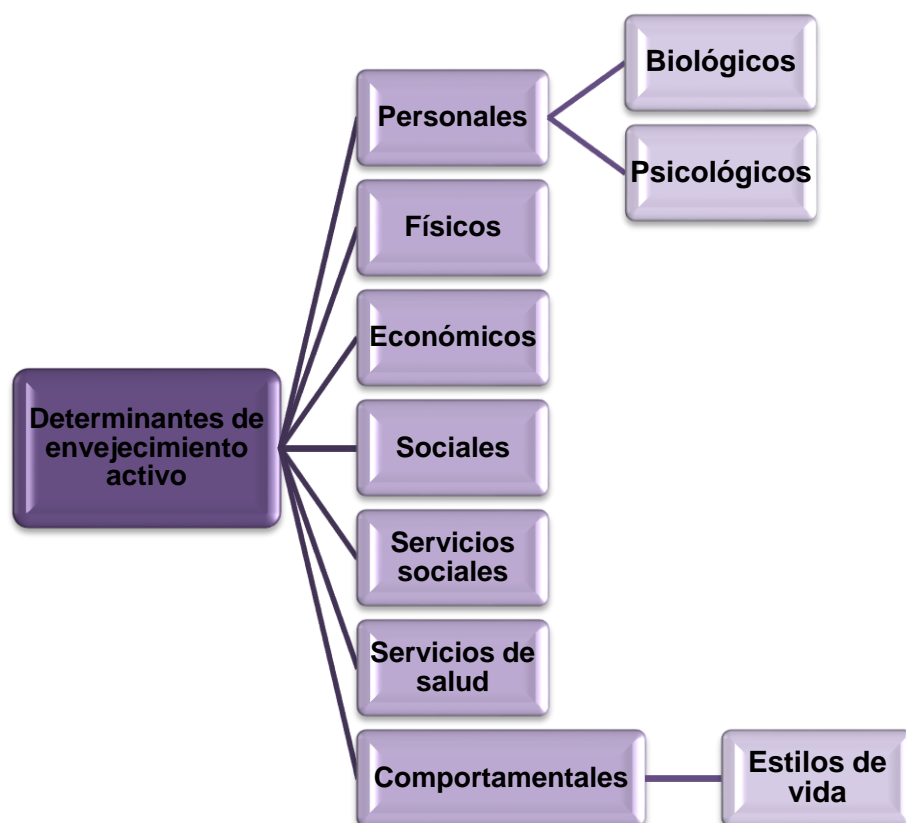 Determinantes de
envejecimiento
activo
Personales
Biológicos
Psicológicos
Físicos
Económicos
Sociales
Servicios
sociales
Servicios de
salud
Comportamentales
Estilos de
vida